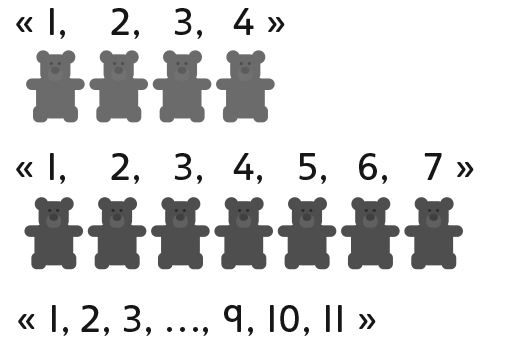 « 1, 2, 3, 4 »
« 1, 2, 3, 4, 5, 6, 7 »
« 1, 2, 3, ..., 9, 10, 11 »